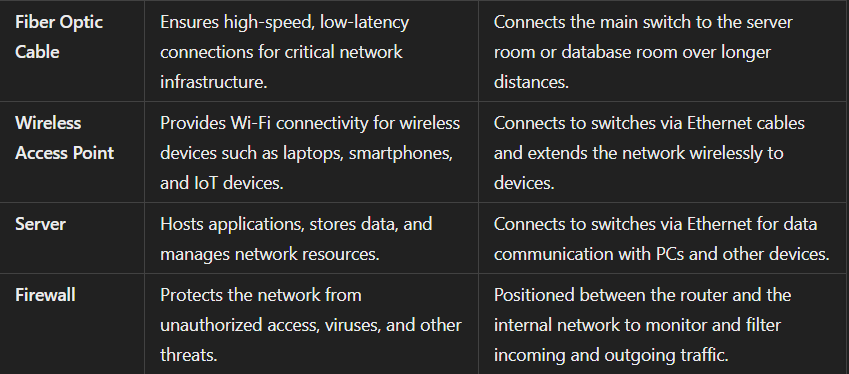 Fiber Optic Cable
Ensures high-speed, low-latency
connections for critical network
infrastructure.
Connects the main switch to the server
room or database room over longer
distances.
Wireless
Access Point
Provides Wi-Fi connectivity for wireless
devices such as laptops, smartphones,
and IoT devices.
Connects to switches via Ethernet cables
and extends the network wirelessly to
devices.
Server
Hosts applications, stores data, and
manages network resources.
Connects to switches via Ethernet for data
communication with PCs and other devices.
Firewall
Protects the network from
unauthorized access, viruses, and other
threats.
Positioned between the router and the
internal network to monitor and filter
incoming and outgoing traffic.